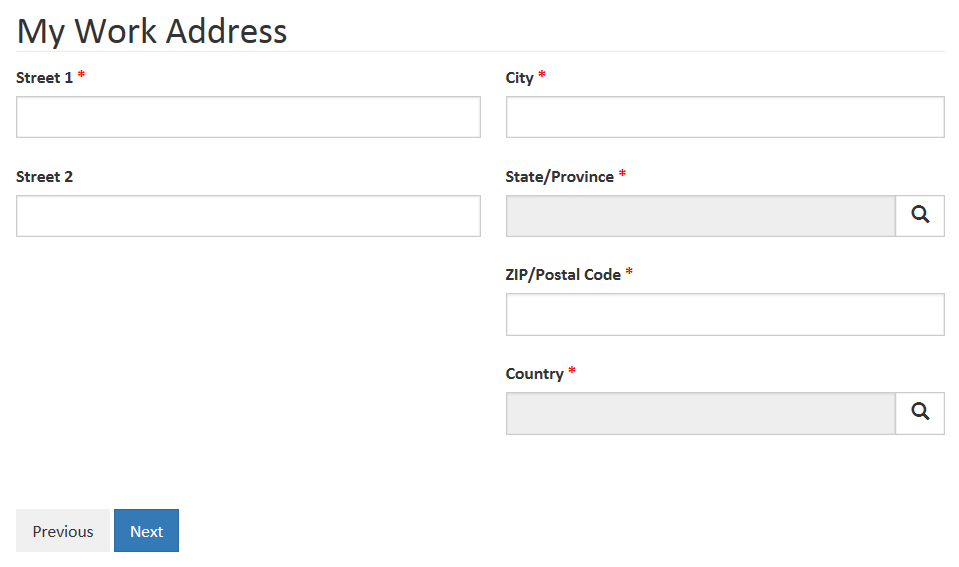 My Work Address
Street 1 *
Street 2
City *
State/Province *
ZIP/Postal Code *
Country *
Previous
Next